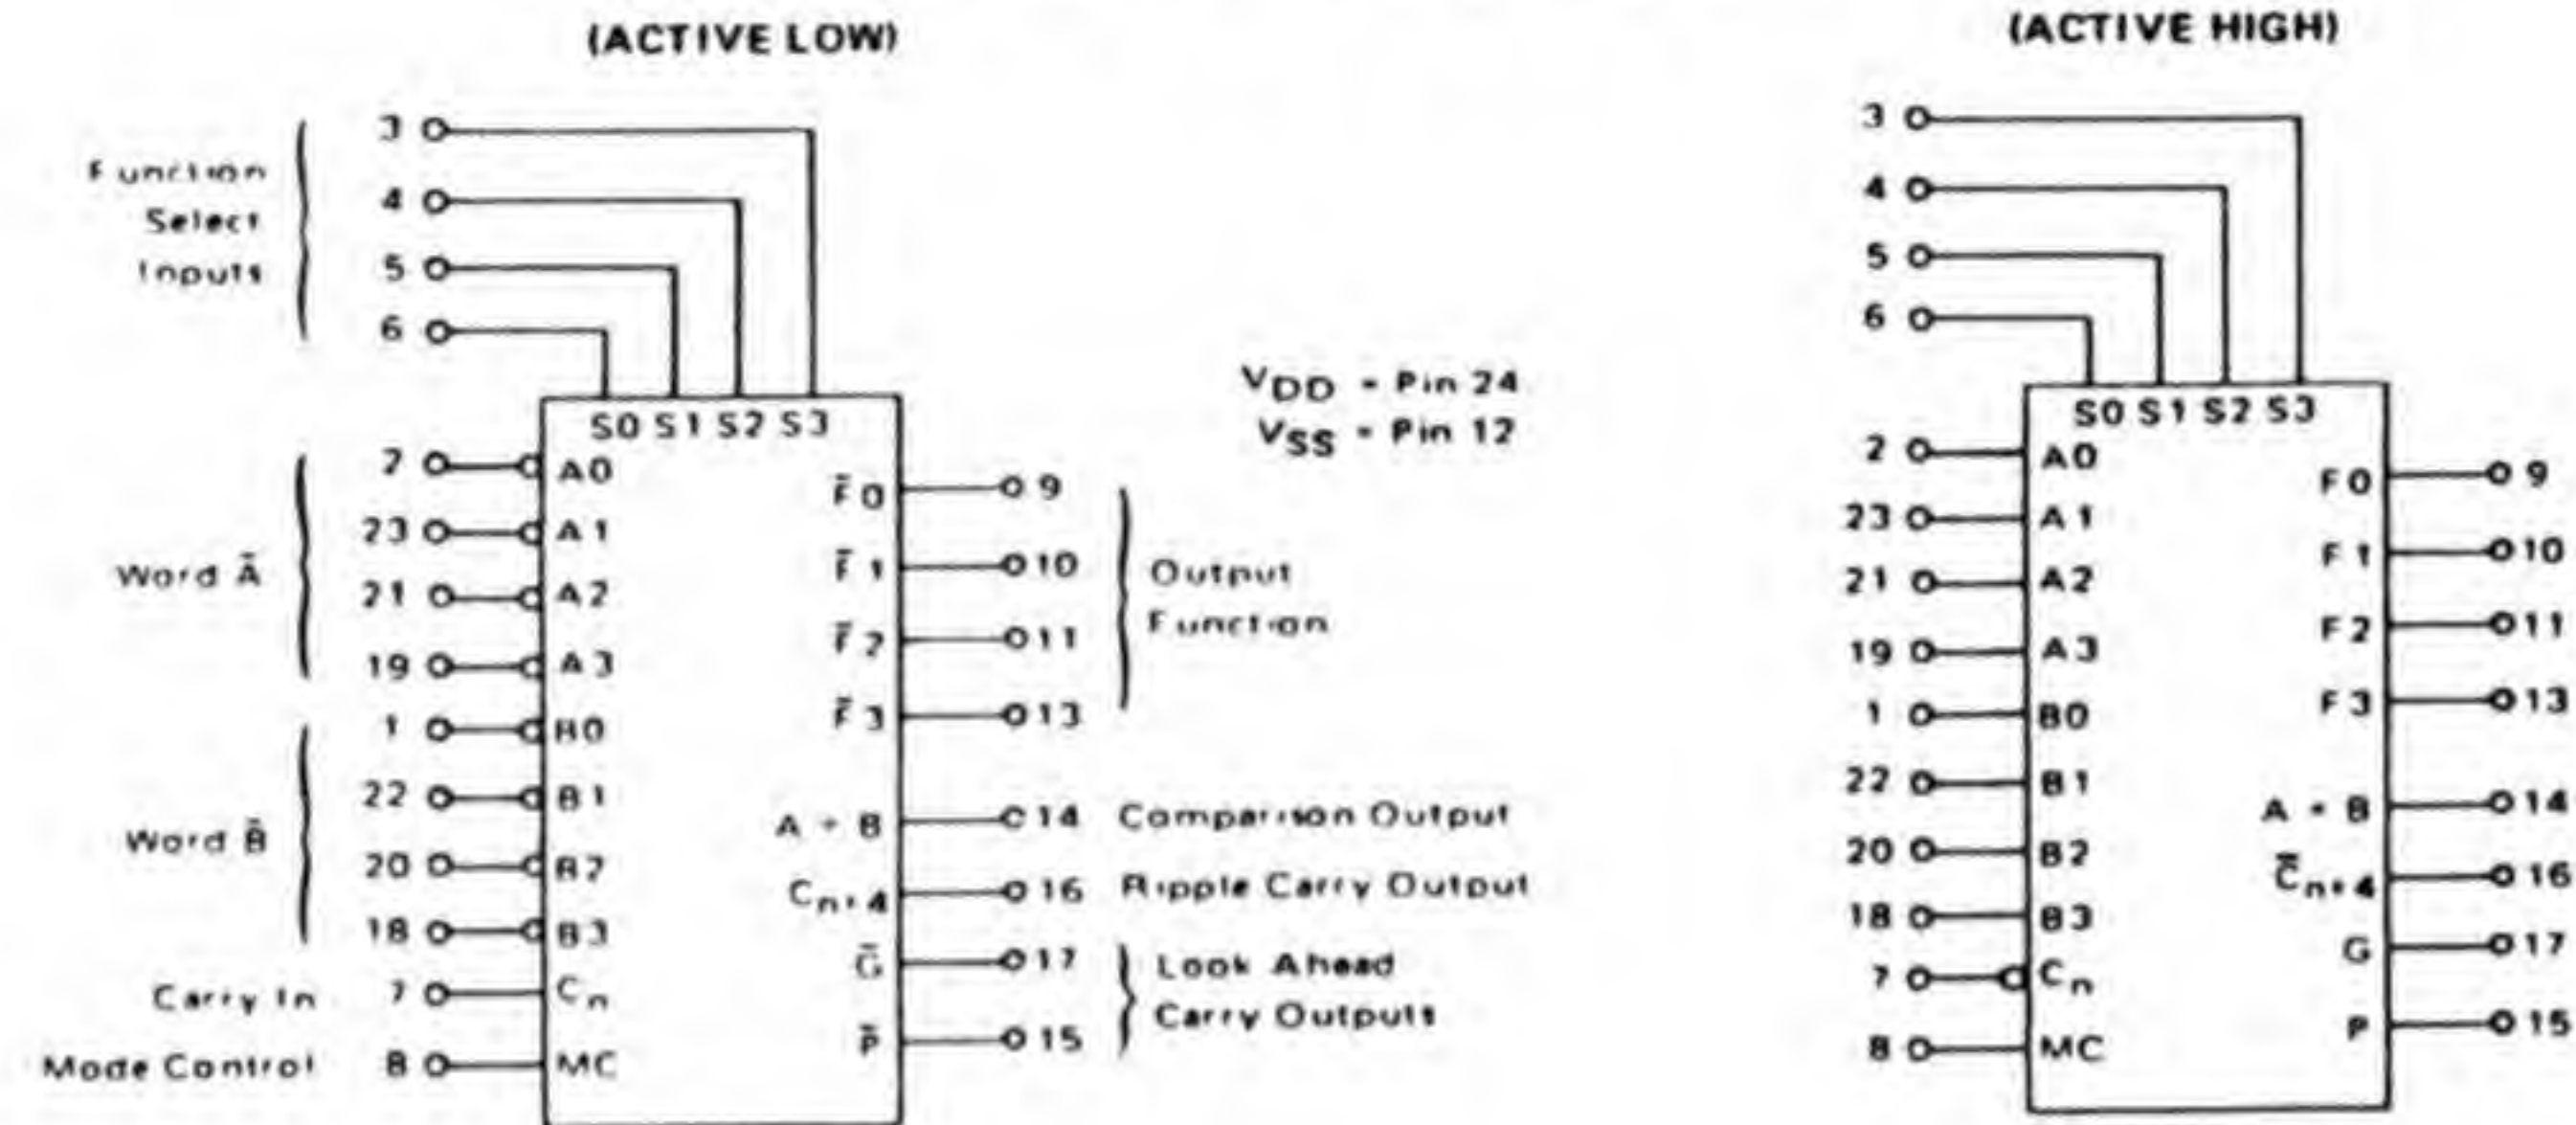 (ACTIVE LOW)
3
4
5
6
Function
Select
Inputs
S0 S1 S2 S3
2 A0
23 A1
21 A2
19 A3
Word Ā
1 B0
22 B1
20 B2
18 B3
Word B̄
Carry In 7 Cn
Mode Control 8 MC
F̄0 9
F̄1 10
F̄2 11
F̄3 13
Output
Function
A = B 14 Comparison Output
Cn+4 16 Ripple Carry Output
Ḡ 17
P̄ 15
Look Ahead
Carry Outputs
VDD = Pin 24
VSS = Pin 12
(ACTIVE HIGH)
3
4
5
6
S0 S1 S2 S3
2 A0
23 A1
21 A2
19 A3
1 B0
22 B1
20 B2
18 B3
7 Cn
8 MC
F0 9
F1 10
F2 11
F3 13
A = B 14
C̄n+4 16
G 17
P 15